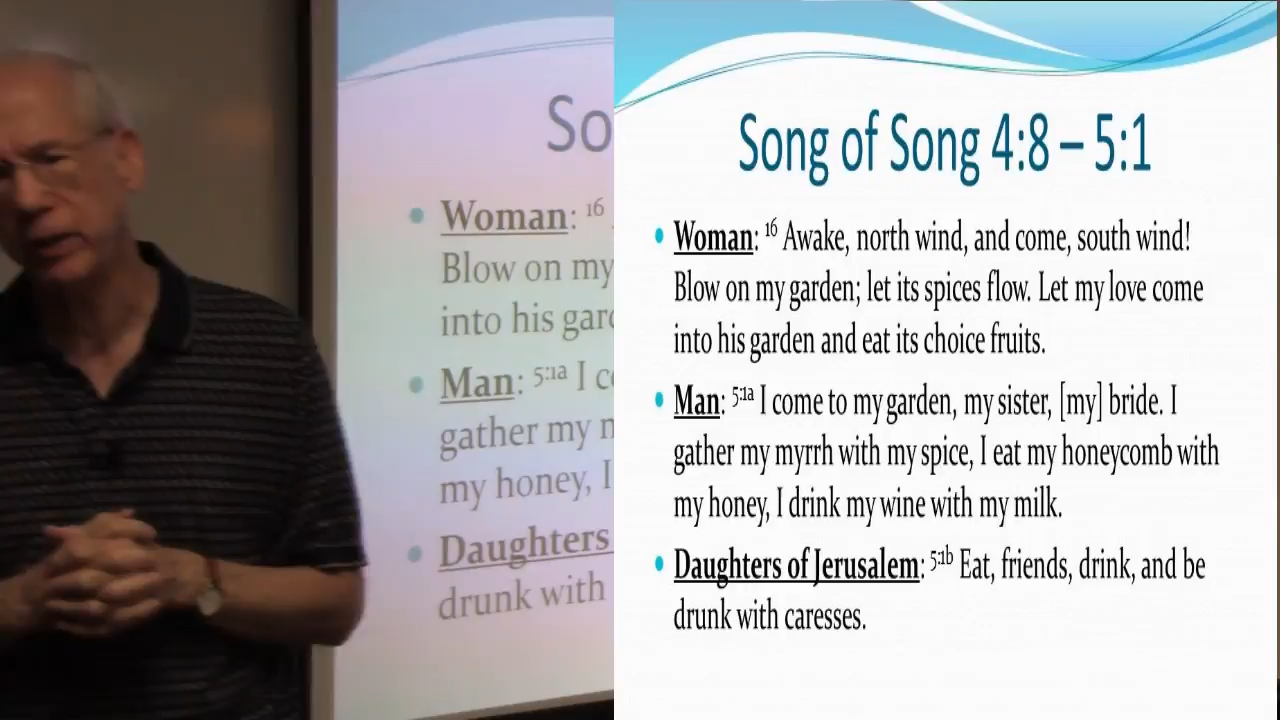 So
Woman: 16
Blow on my
into his gard
Man: 5:1a I co
gather my m
my honey, I
Daughters
drunk with
Song of Song 4:8 – 5:1
• Woman: 16 Awake, north wind, and come, south wind!
Blow on my garden; let its spices flow. Let my love come
into his garden and eat its choice fruits.
• Man: 5:1a I come to my garden, my sister, [my] bride. I
gather my myrrh with my spice, I eat my honeycomb with
my honey, I drink my wine with my milk.
• Daughters of Jerusalem: 5:1b Eat, friends, drink, and be
drunk with caresses.